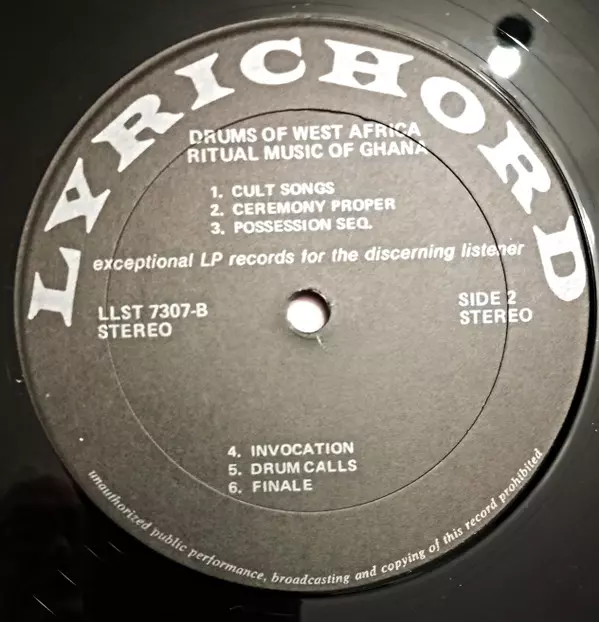 LYRICHORD
DRUMS OF WEST AFRICA
RITUAL MUSIC OF GHANA
1. CULT SONGS
2. CEREMONY PROPER
3. POSSESSION SEQ.
exceptional LP records for the discerning listener
LLST 7307-B
STEREO
SIDE 2
STEREO
4. INVOCATION
5. DRUM CALLS
6. FINALE
unauthorized public performance, broadcasting and copying of this record prohibited